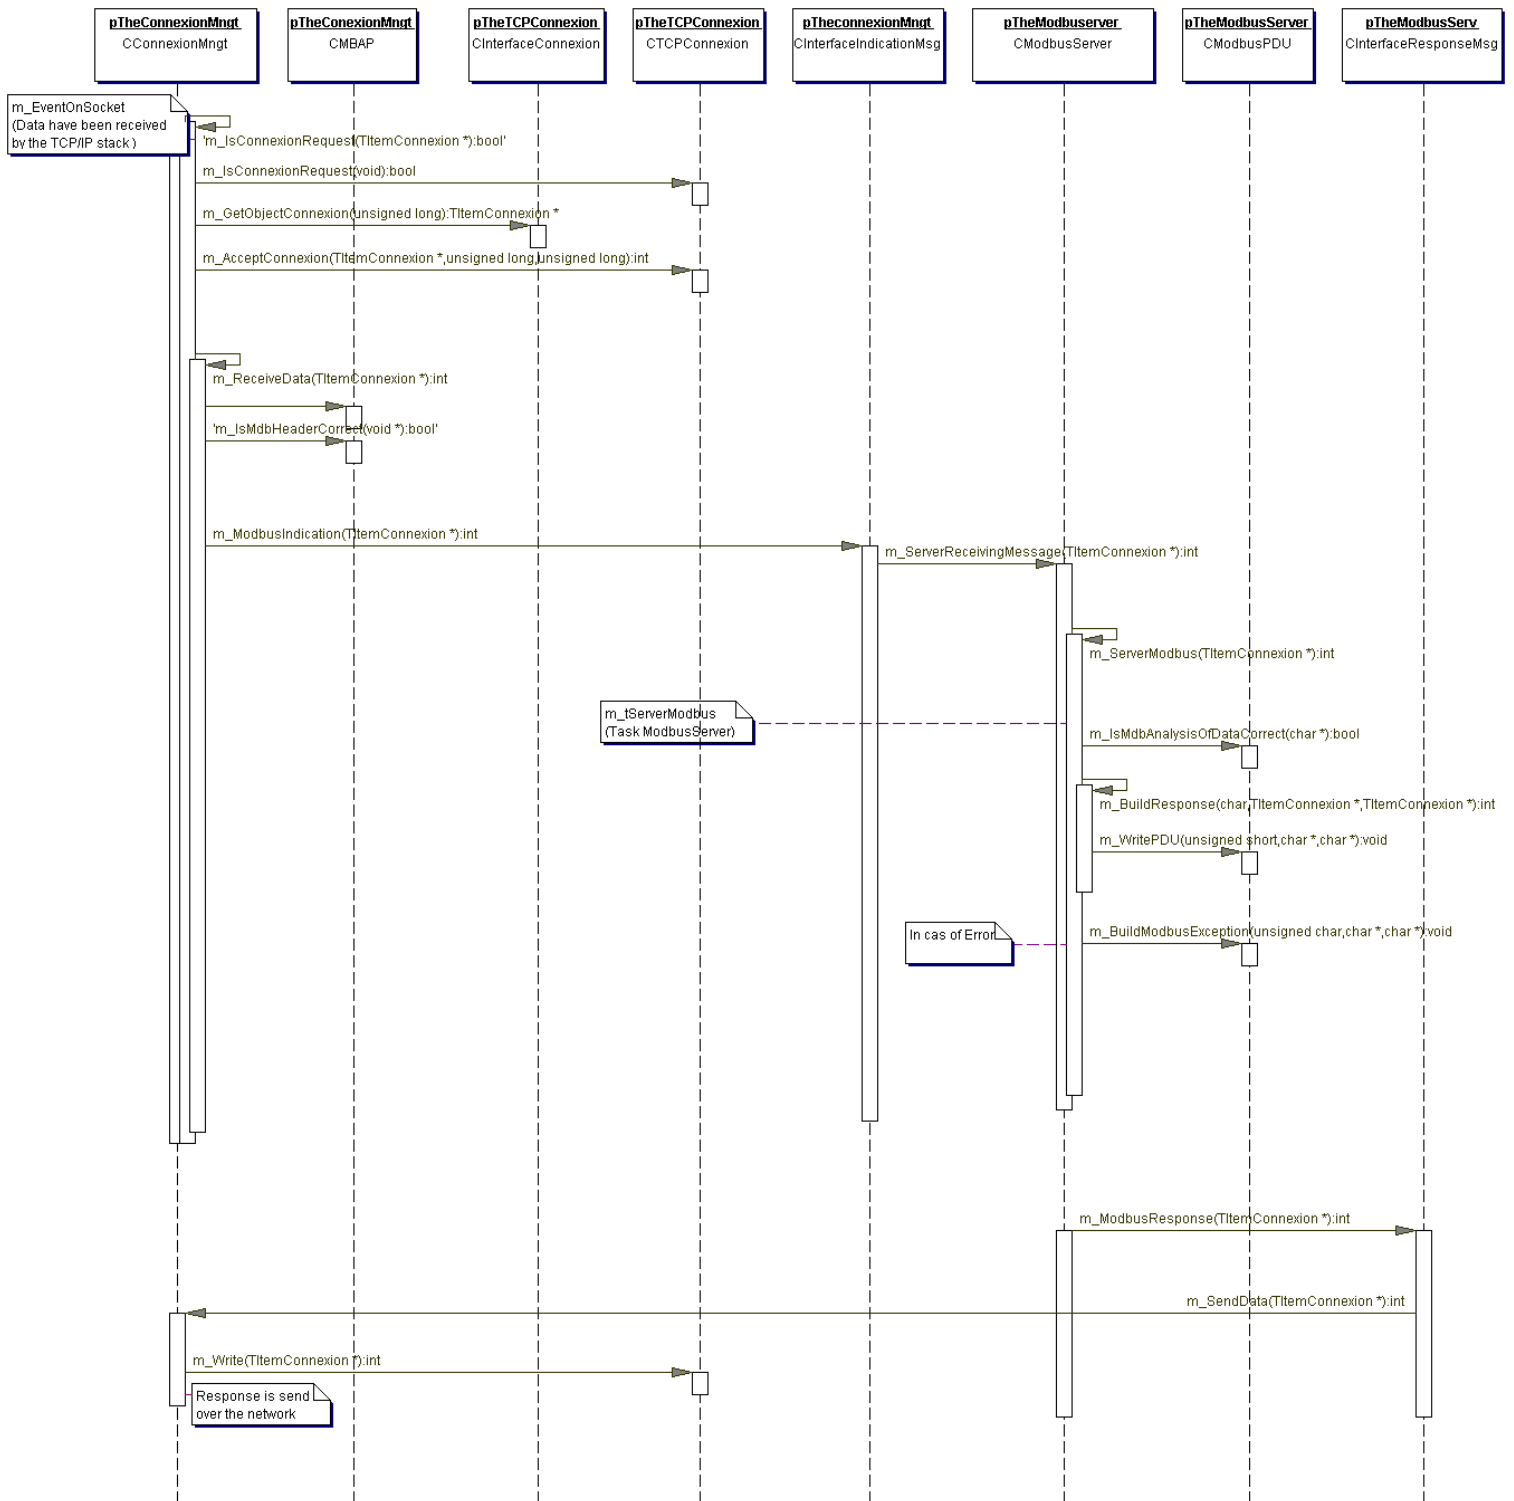 pTheConnexionMngt
CConnexionMngt
pTheConexionMngt
CMBAP
pTheTCPConnexion
CInterfaceConnexion
pTheTCPConnexion
CTCPConnexion
pTheconnexionMngt
CInterfaceIndicationMsg
pTheModbuserver
CModbusServer
pTheModbusServer
CModbusPDU
pTheModbusServ
CInterfaceResponseMsg
m_EventOnSocket
(Data have been received
by the TCP/IP stack )
'm_IsConnexionRequest(TItemConnexion *):bool'
m_IsConnexionRequest(void):bool
m_GetObjectConnexion(unsigned long):TItemConnexion *
m_AcceptConnexion(TItemConnexion *,unsigned long,unsigned long):int
m_ReceiveData(TItemConnexion *):int
'm_IsMdbHeaderCorrect(void *):bool'
m_ModbusIndication(TItemConnexion *):int
m_ServerReceivingMessage(TItemConnexion *):int
m_ServerModbus(TItemConnexion *):int
m_tServerModbus
(Task ModbusServer)
m_IsMdbAnalysisOfDataCorrect(char *):bool
m_BuildResponse(char,TItemConnexion *,TItemConnexion *):int
m_WritePDU(unsigned short,char *,char *):void
In cas of Error
m_BuildModbusException(unsigned char,char *,char *):void
m_ModbusResponse(TItemConnexion *):int
m_SendData(TItemConnexion *):int
m_Write(TItemConnexion *):int
Response is send
over the network